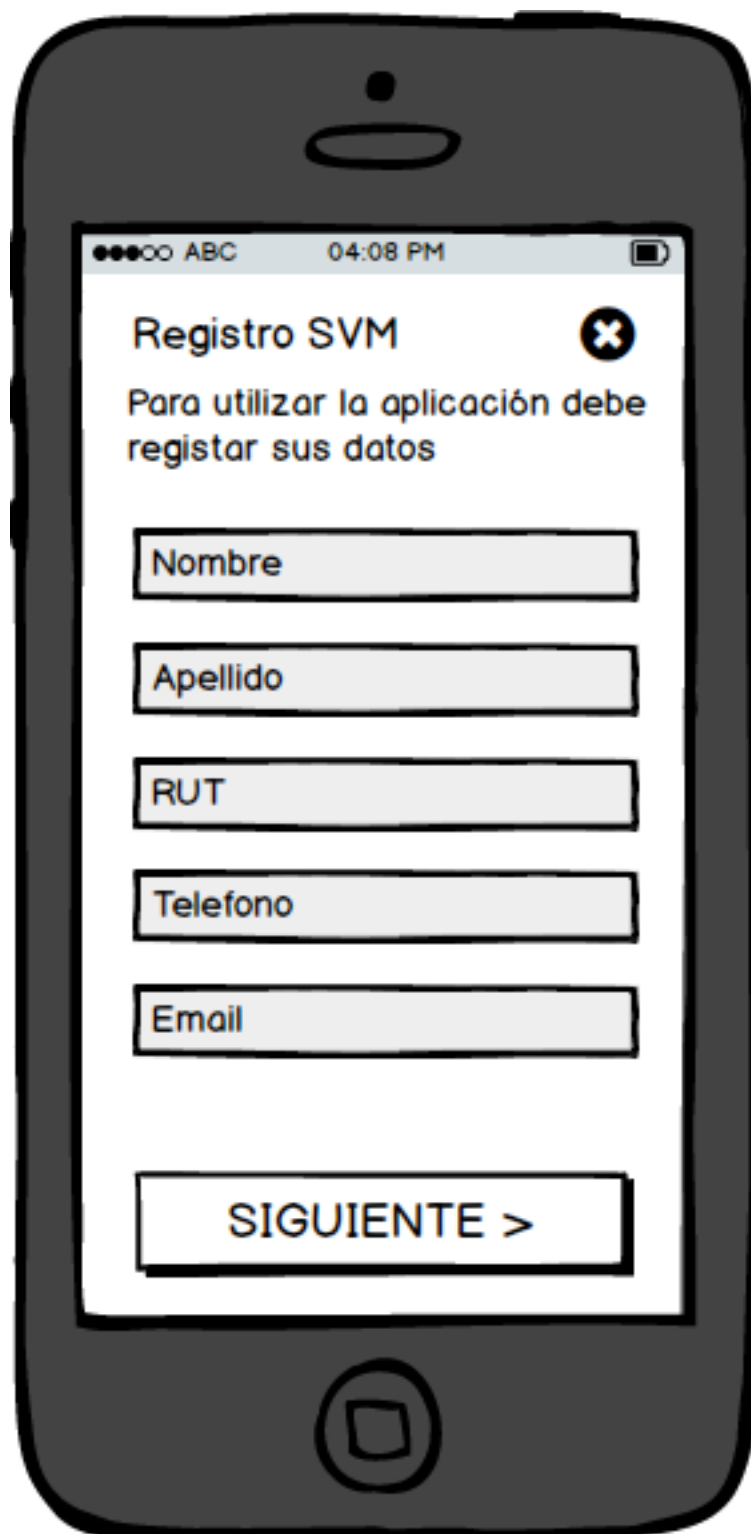 ABC 04:08 PM
Registro SVM
Para utilizar la aplicación debe
registar sus datos
Nombre
Apellido
RUT
Telefono
Email
SIGUIENTE >